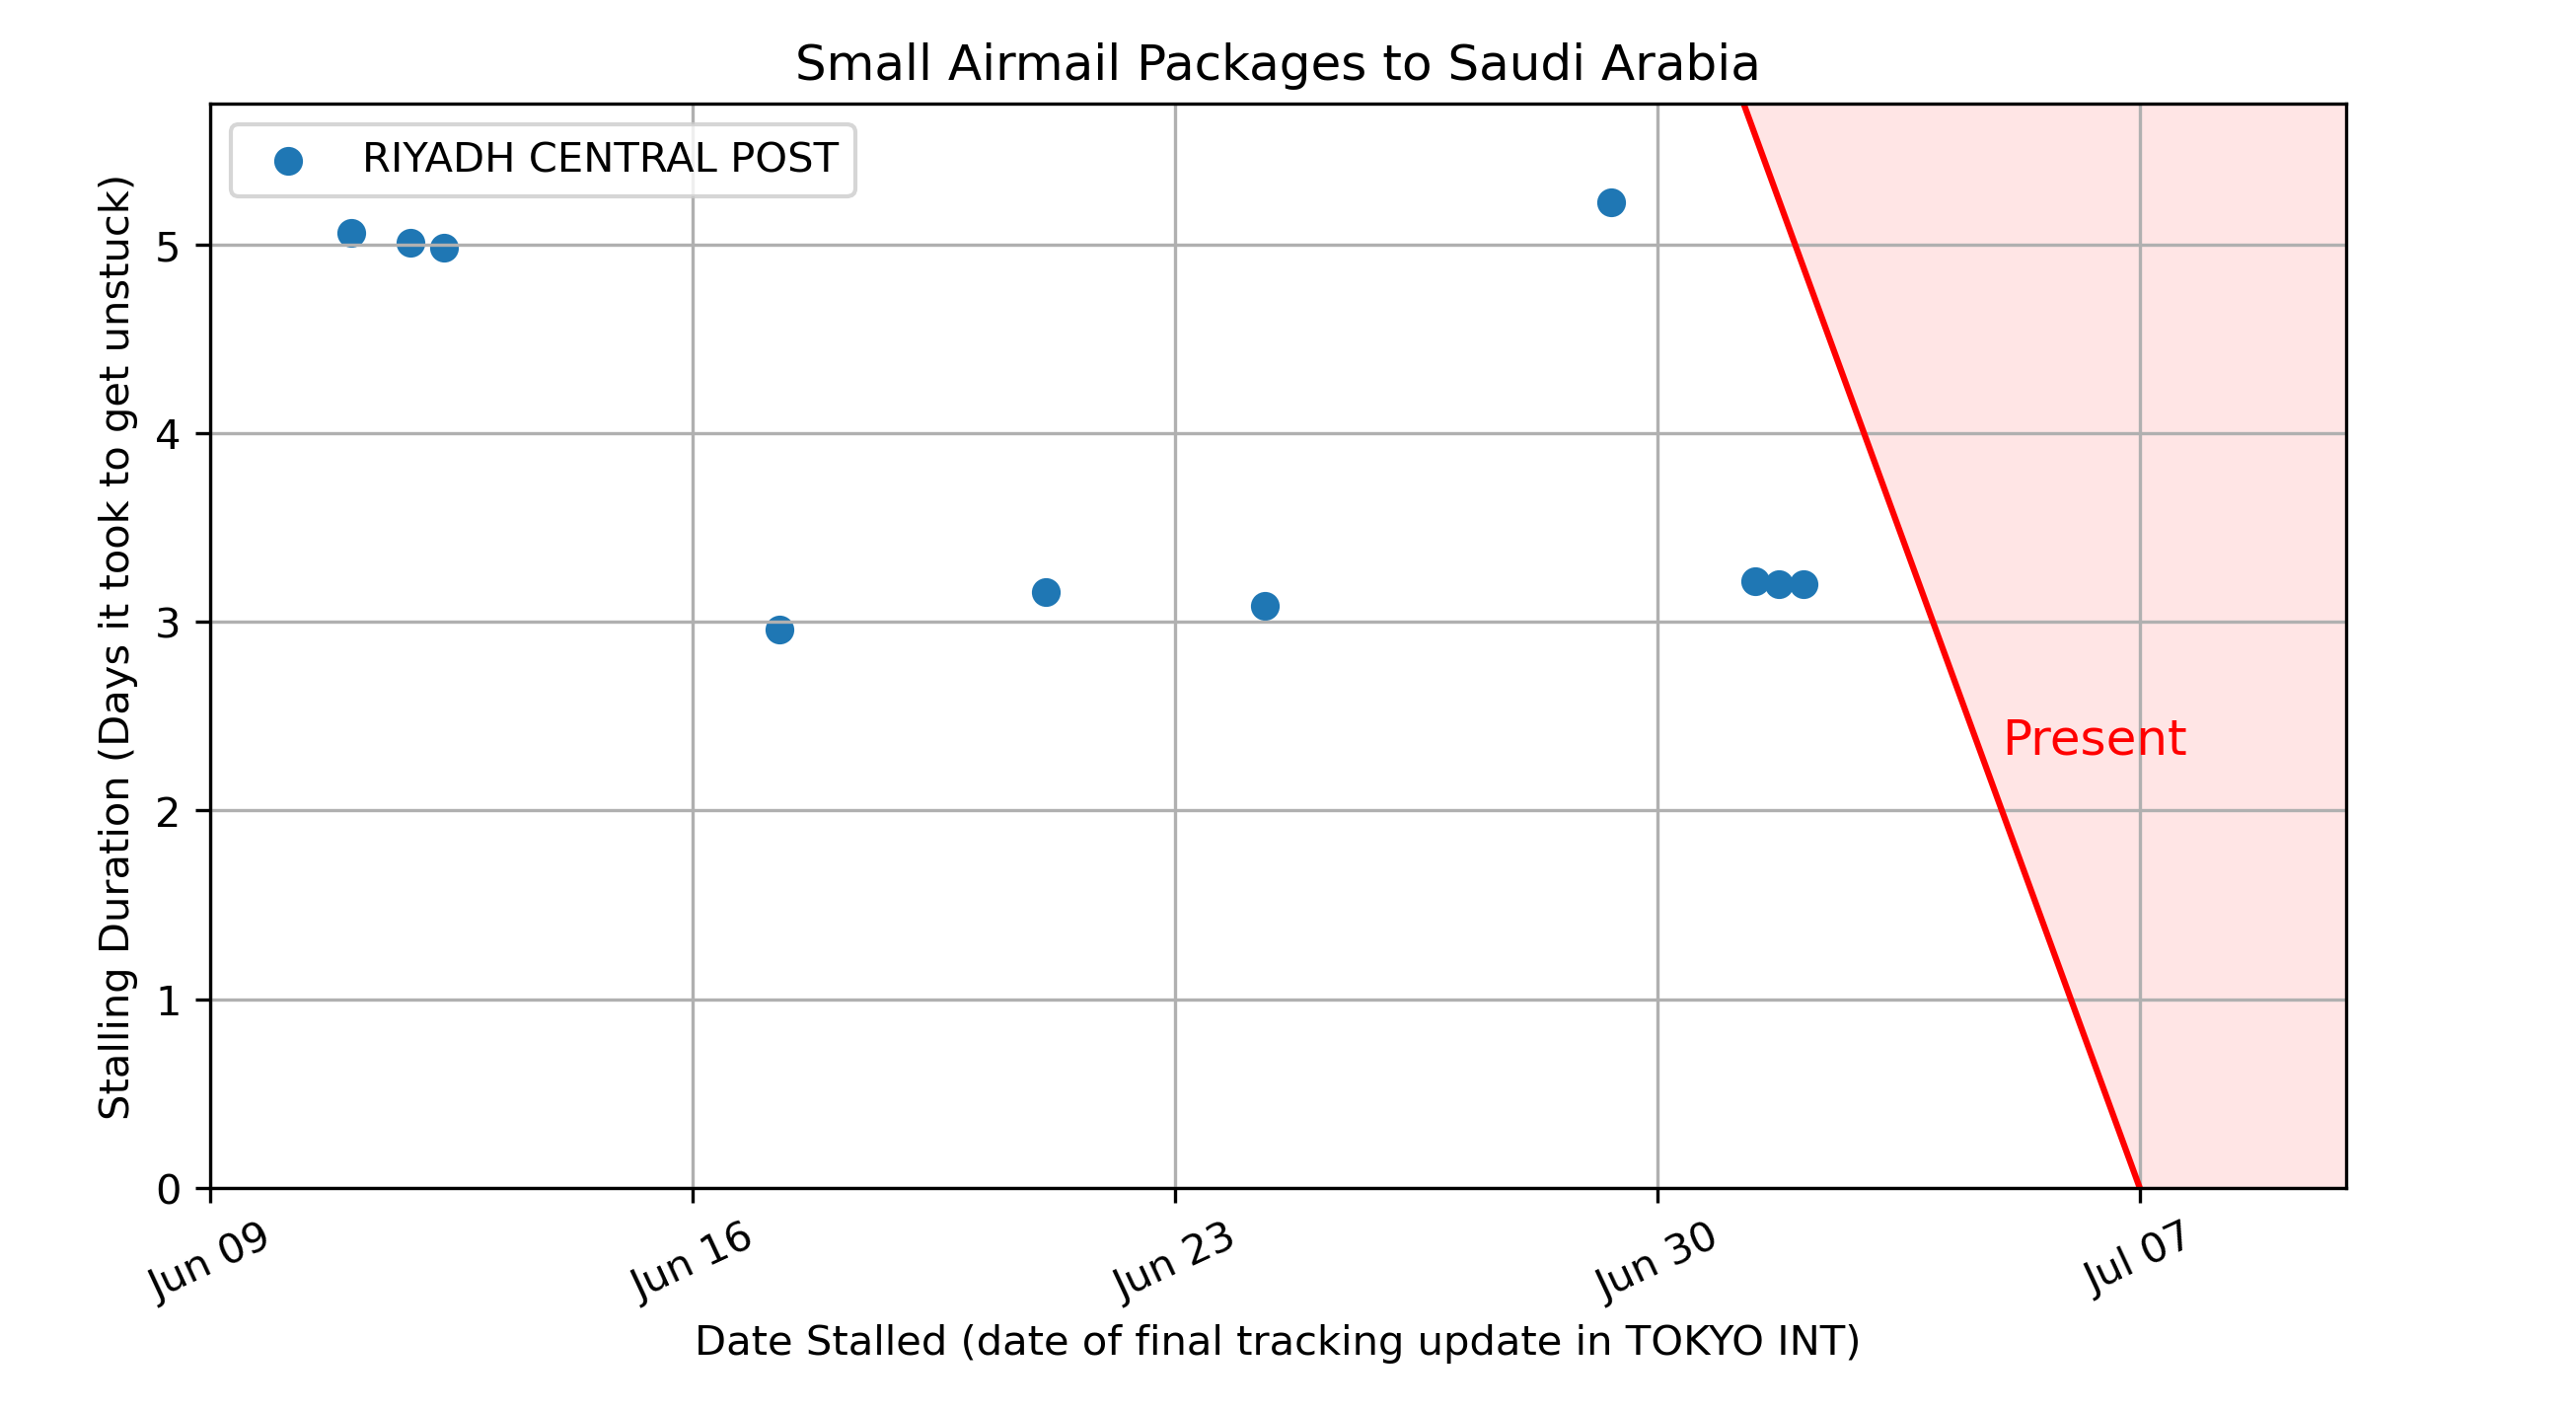 Small Airmail Packages to Saudi Arabia
RIYADH CENTRAL POST
Stalling Duration (Days it took to get unstuck)
5
4
3
2
1
0
Present
Jun 09
Jun 16
Jun 23
Jun 30
Jul 07
Date Stalled (date of final tracking update in TOKYO INT)